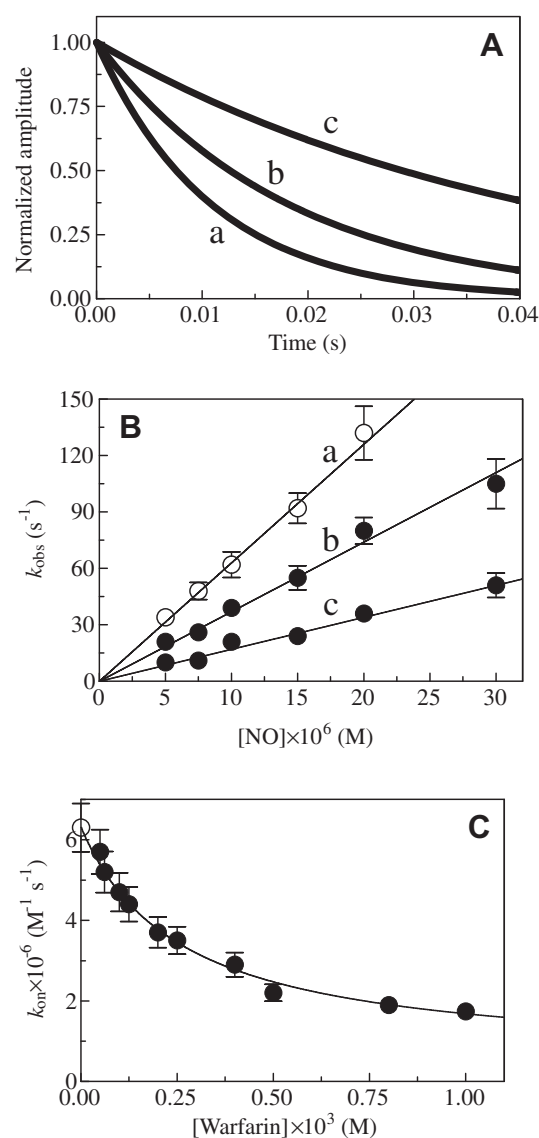 A
Normalized amplitude
1.00
0.75
0.50
0.25
0.00
a
b
c
0.00 0.01 0.02 0.03 0.04
Time (s)
B
k_obs (s⁻¹)
150
120
90
60
30
0
a
b
c
0 5 10 15 20 25 30
[NO]×10⁶ (M)
C
k_on×10⁻⁶ (M⁻¹ s⁻¹)
6
4
2
0
0.00 0.25 0.50 0.75 1.00
[Warfarin]×10³ (M)